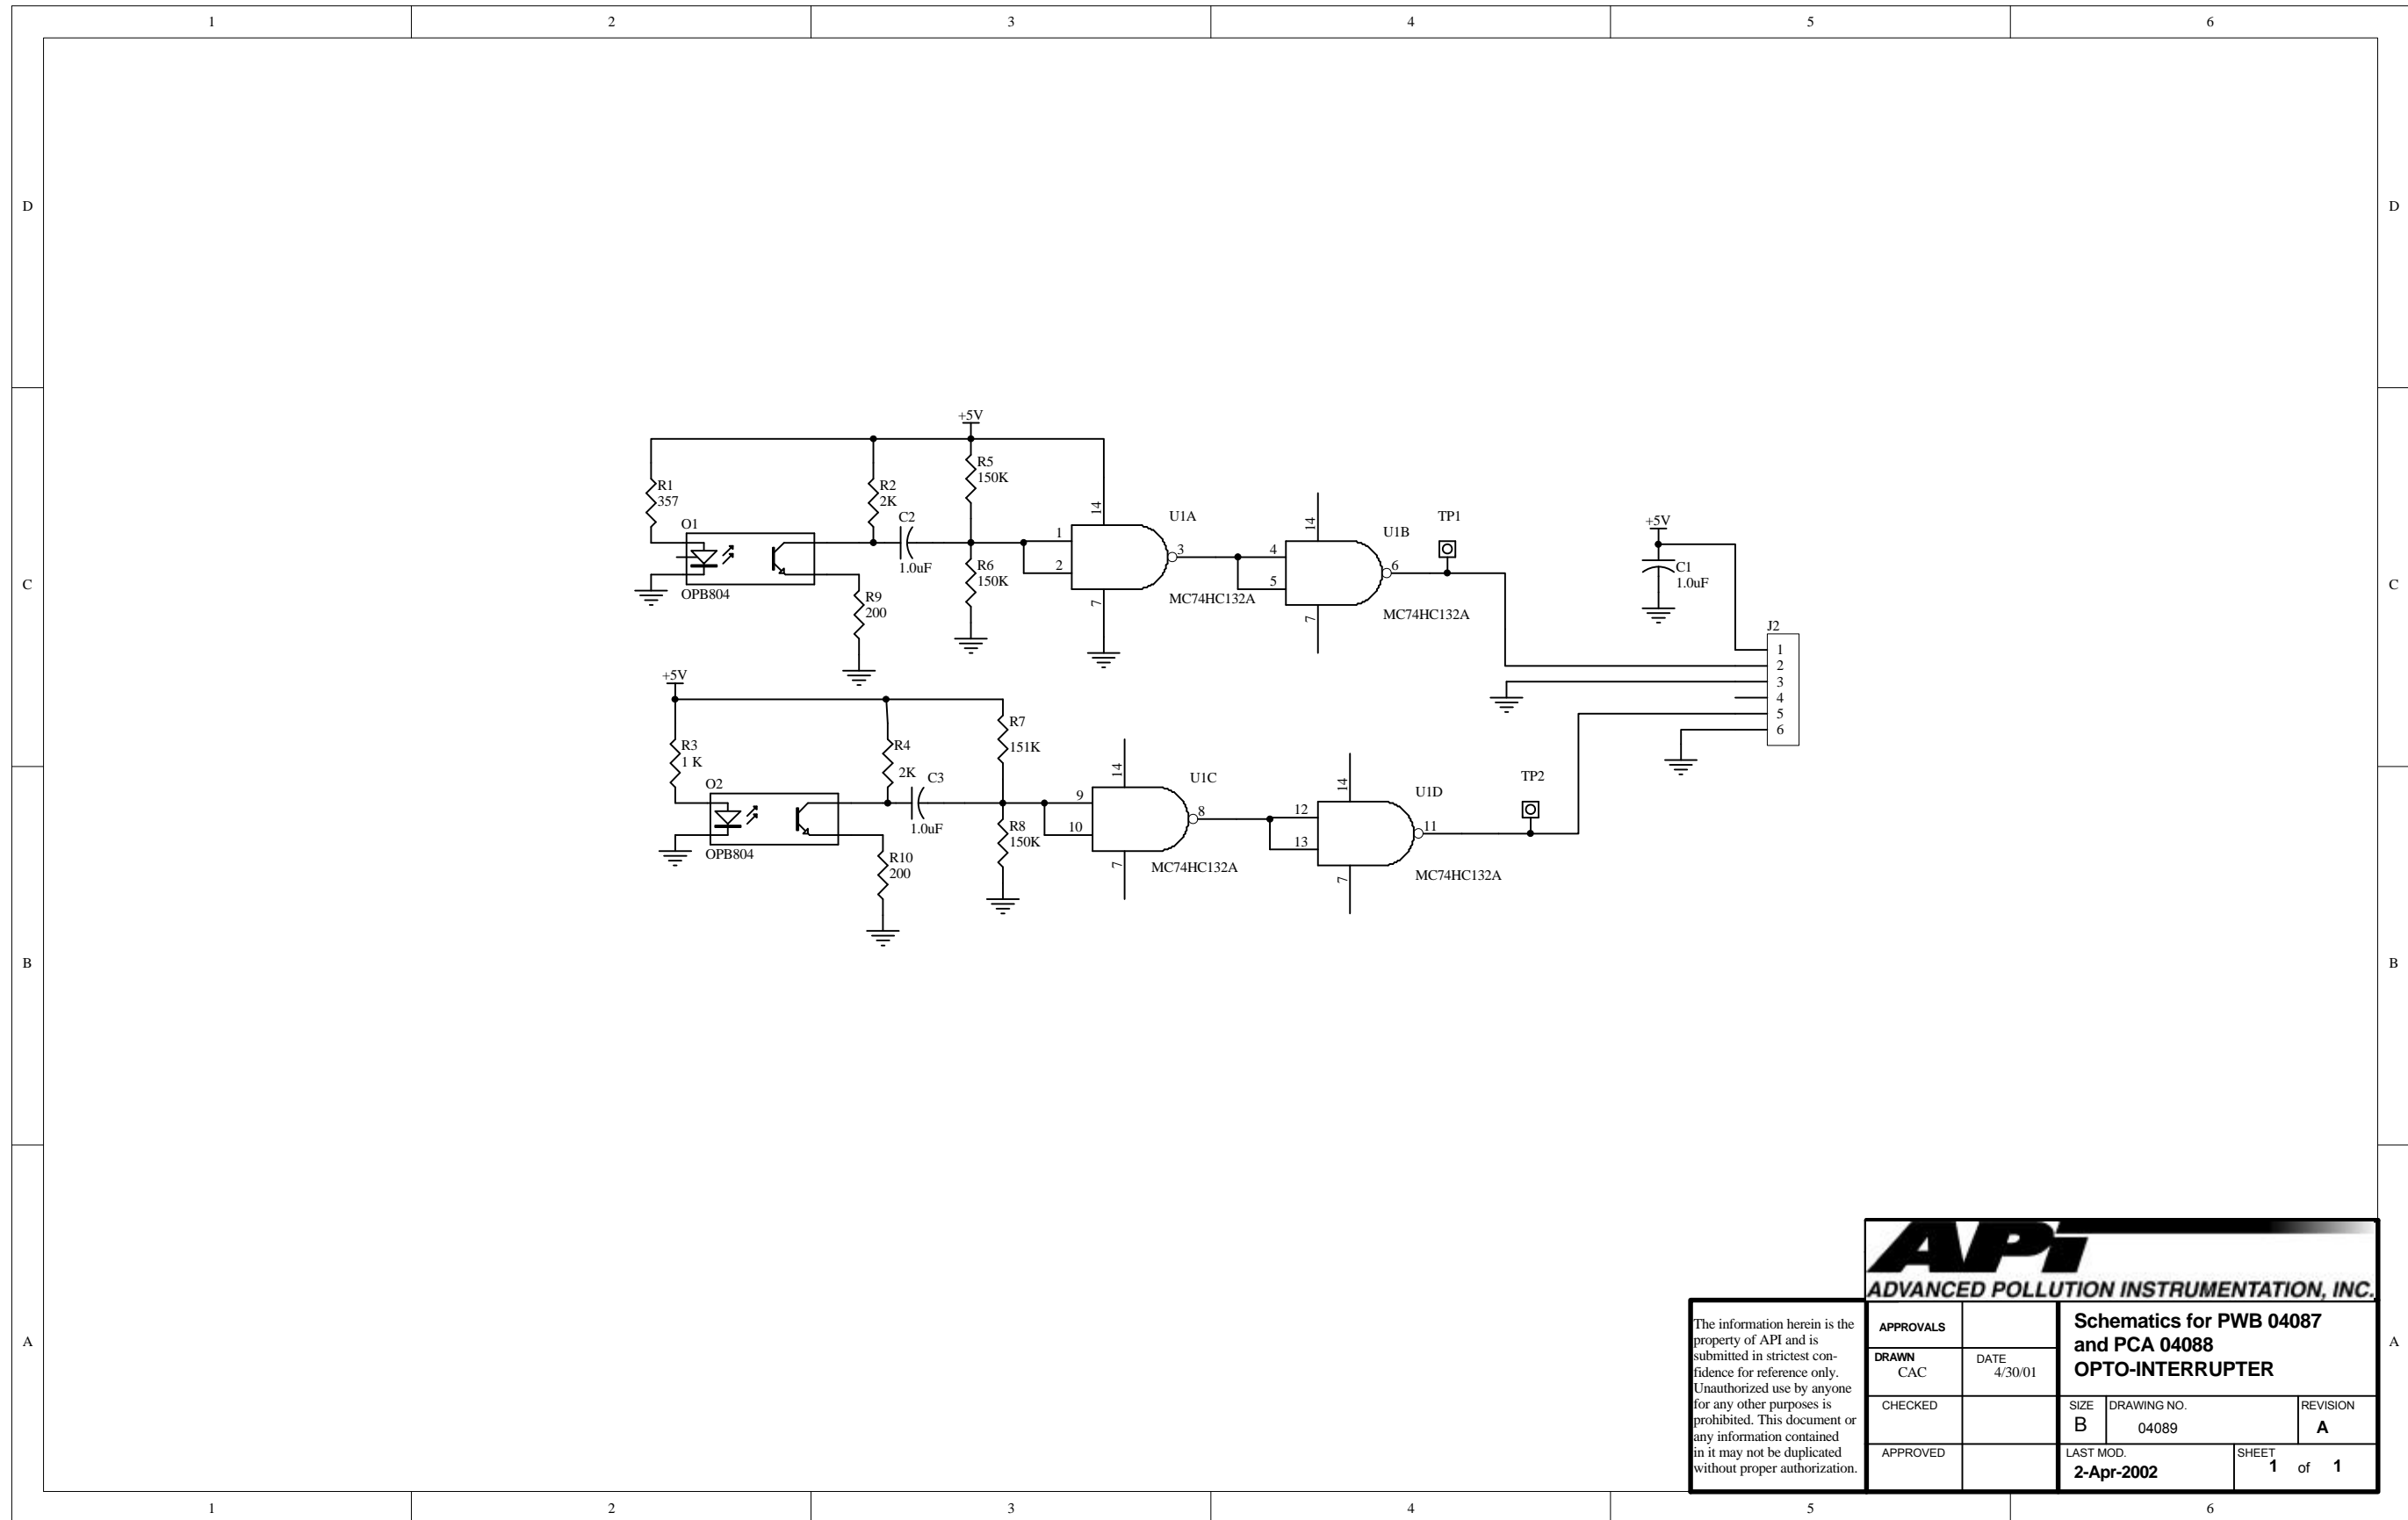 1 2 3 4 5 6
D D
+5V
R5
150K
R1
357
R2
2K
14
U1A
14
U1B
TP1
+5V
O1
C2
1
2
3
4
5
6
1.0uF
R6
150K
C1
1.0uF
C C
OPB804
R9
200
7
MC74HC132A
7
MC74HC132A
J2
1
2
3
4
5
6
+5V
R7
151K
R3
1 K
R4
2K
C3
14
U1C
14
U1D
TP2
O2
9
10
8
12
13
11
1.0uF
R8
150K
OPB804
R10
200
7
MC74HC132A
7
MC74HC132A
B B
API
ADVANCED POLLUTION INSTRUMENTATION, INC.
The information herein is the
property of API and is
submitted in strictest con-
fidence for reference only.
Unauthorized use by anyone
for any other purposes is
prohibited. This document or
any information contained
in it may not be duplicated
without proper authorization.
APPROVALS
DRAWN
CAC
DATE
4/30/01
CHECKED
APPROVED
Schematics for PWB 04087
and PCA 04088
OPTO-INTERRUPTER
SIZE
B
DRAWING NO.
04089
REVISION
A
LAST MOD.
2-Apr-2002
SHEET
1 of 1
A A
1 2 3 4 5 6